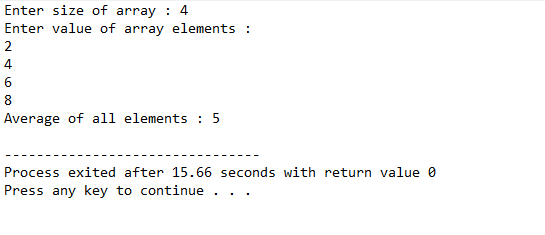 Enter size of array : 4
Enter value of array elements :
2
4
6
8
Average of all elements : 5
--------------------------------
Process exited after 15.66 seconds with return value 0
Press any key to continue . . .